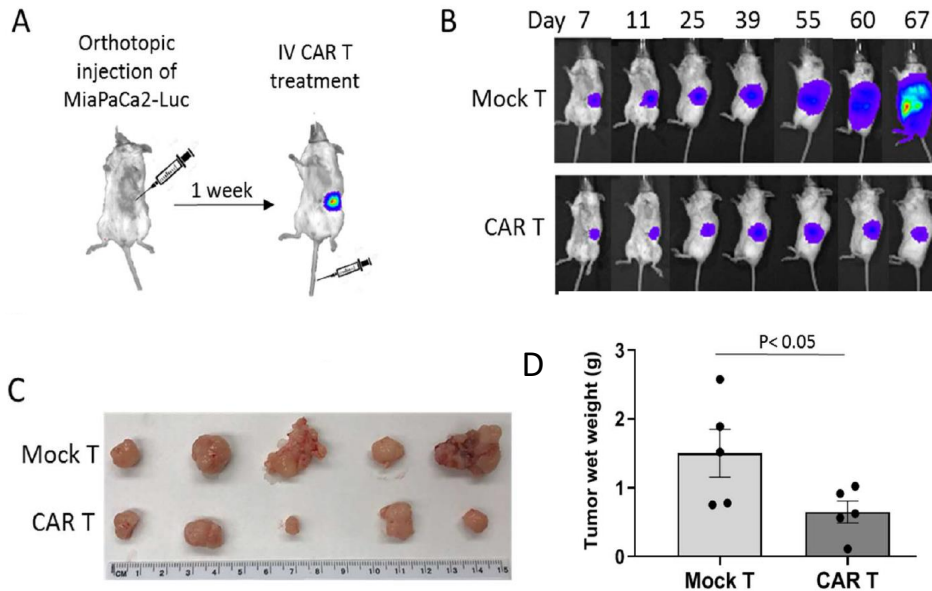 A
Orthotopic
injection of
MiaPaCa2-Luc
IV CAR T
treatment
1 week
B
Day 7 11 25 39 55 60 67
Mock T
CAR T
C
Mock T
CAR T
CM 1 2 3 4 5 6 7 8 9 10 11 12 13 14 15
D
P< 0.05
Tumor wet weight (g)
3
2
1
0
Mock T
CAR T